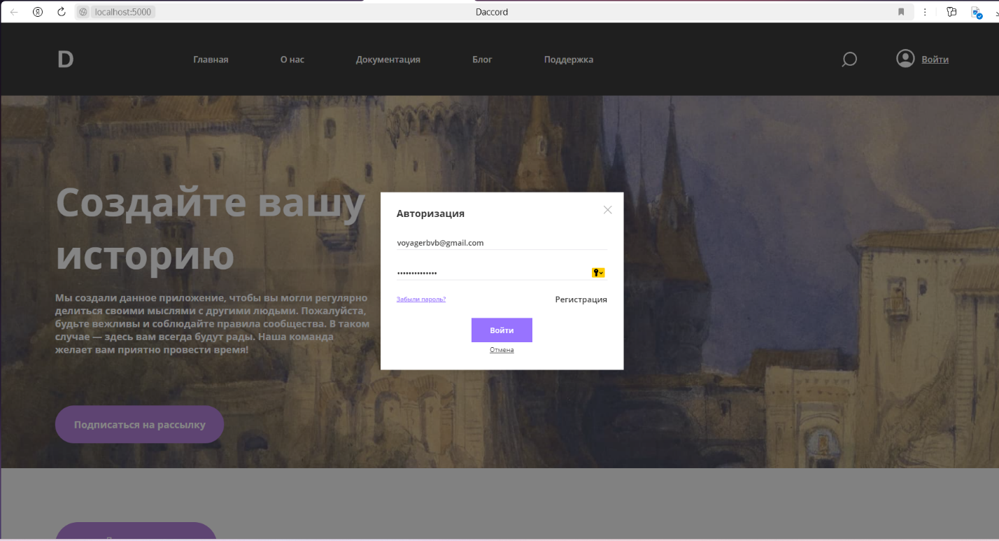 localhost:5000
Daccord
D
Главная
О нас
Документация
Блог
Поддержка
Войти
Создайте вашу
историю
Мы создали данное приложение, чтобы вы могли регулярно
делиться своими мыслями с другими людьми. Пожалуйста,
будьте вежливы и соблюдайте правила сообщества. В таком
случае — здесь вам всегда будут рады. Наша команда
желает вам приятно провести время!
Подписаться на рассылку
Авторизация
voyagerbvb@gmail.com
••••••••••••••
Забыли пароль?
Регистрация
Войти
Отмена